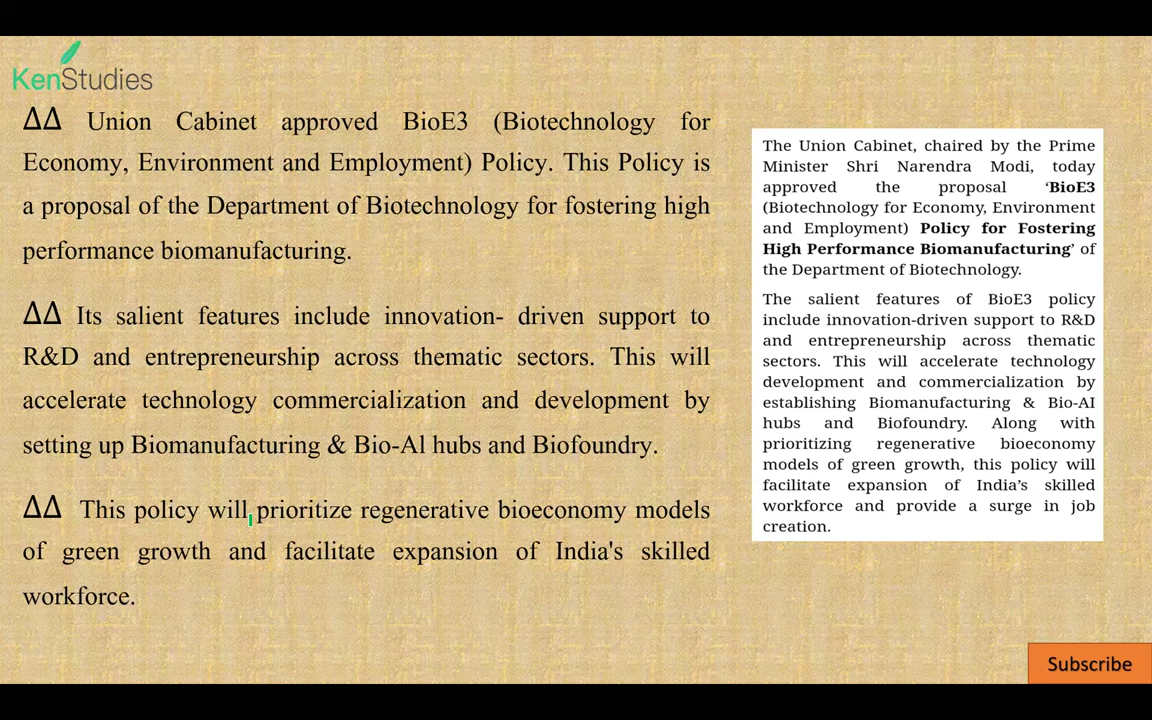 KenStudies
ΔΔ Union Cabinet approved BioE3 (Biotechnology for
Economy, Environment and Employment) Policy. This Policy is
a proposal of the Department of Biotechnology for fostering high
performance biomanufacturing.
ΔΔ Its salient features include innovation- driven support to
R&D and entrepreneurship across thematic sectors. This will
accelerate technology commercialization and development by
setting up Biomanufacturing & Bio-Al hubs and Biofoundry.
ΔΔ This policy will prioritize regenerative bioeconomy models
of green growth and facilitate expansion of India's skilled
workforce.
The Union Cabinet, chaired by the Prime
Minister Shri Narendra Modi, today
approved the proposal ‘BioE3
(Biotechnology for Economy, Environment
and Employment) Policy for Fostering
High Performance Biomanufacturing’ of
the Department of Biotechnology.
The salient features of BioE3 policy
include innovation-driven support to R&D
and entrepreneurship across thematic
sectors. This will accelerate technology
development and commercialization by
establishing Biomanufacturing & Bio-AI
hubs and Biofoundry. Along with
prioritizing regenerative bioeconomy
models of green growth, this policy will
facilitate expansion of India’s skilled
workforce and provide a surge in job
creation.
Subscribe